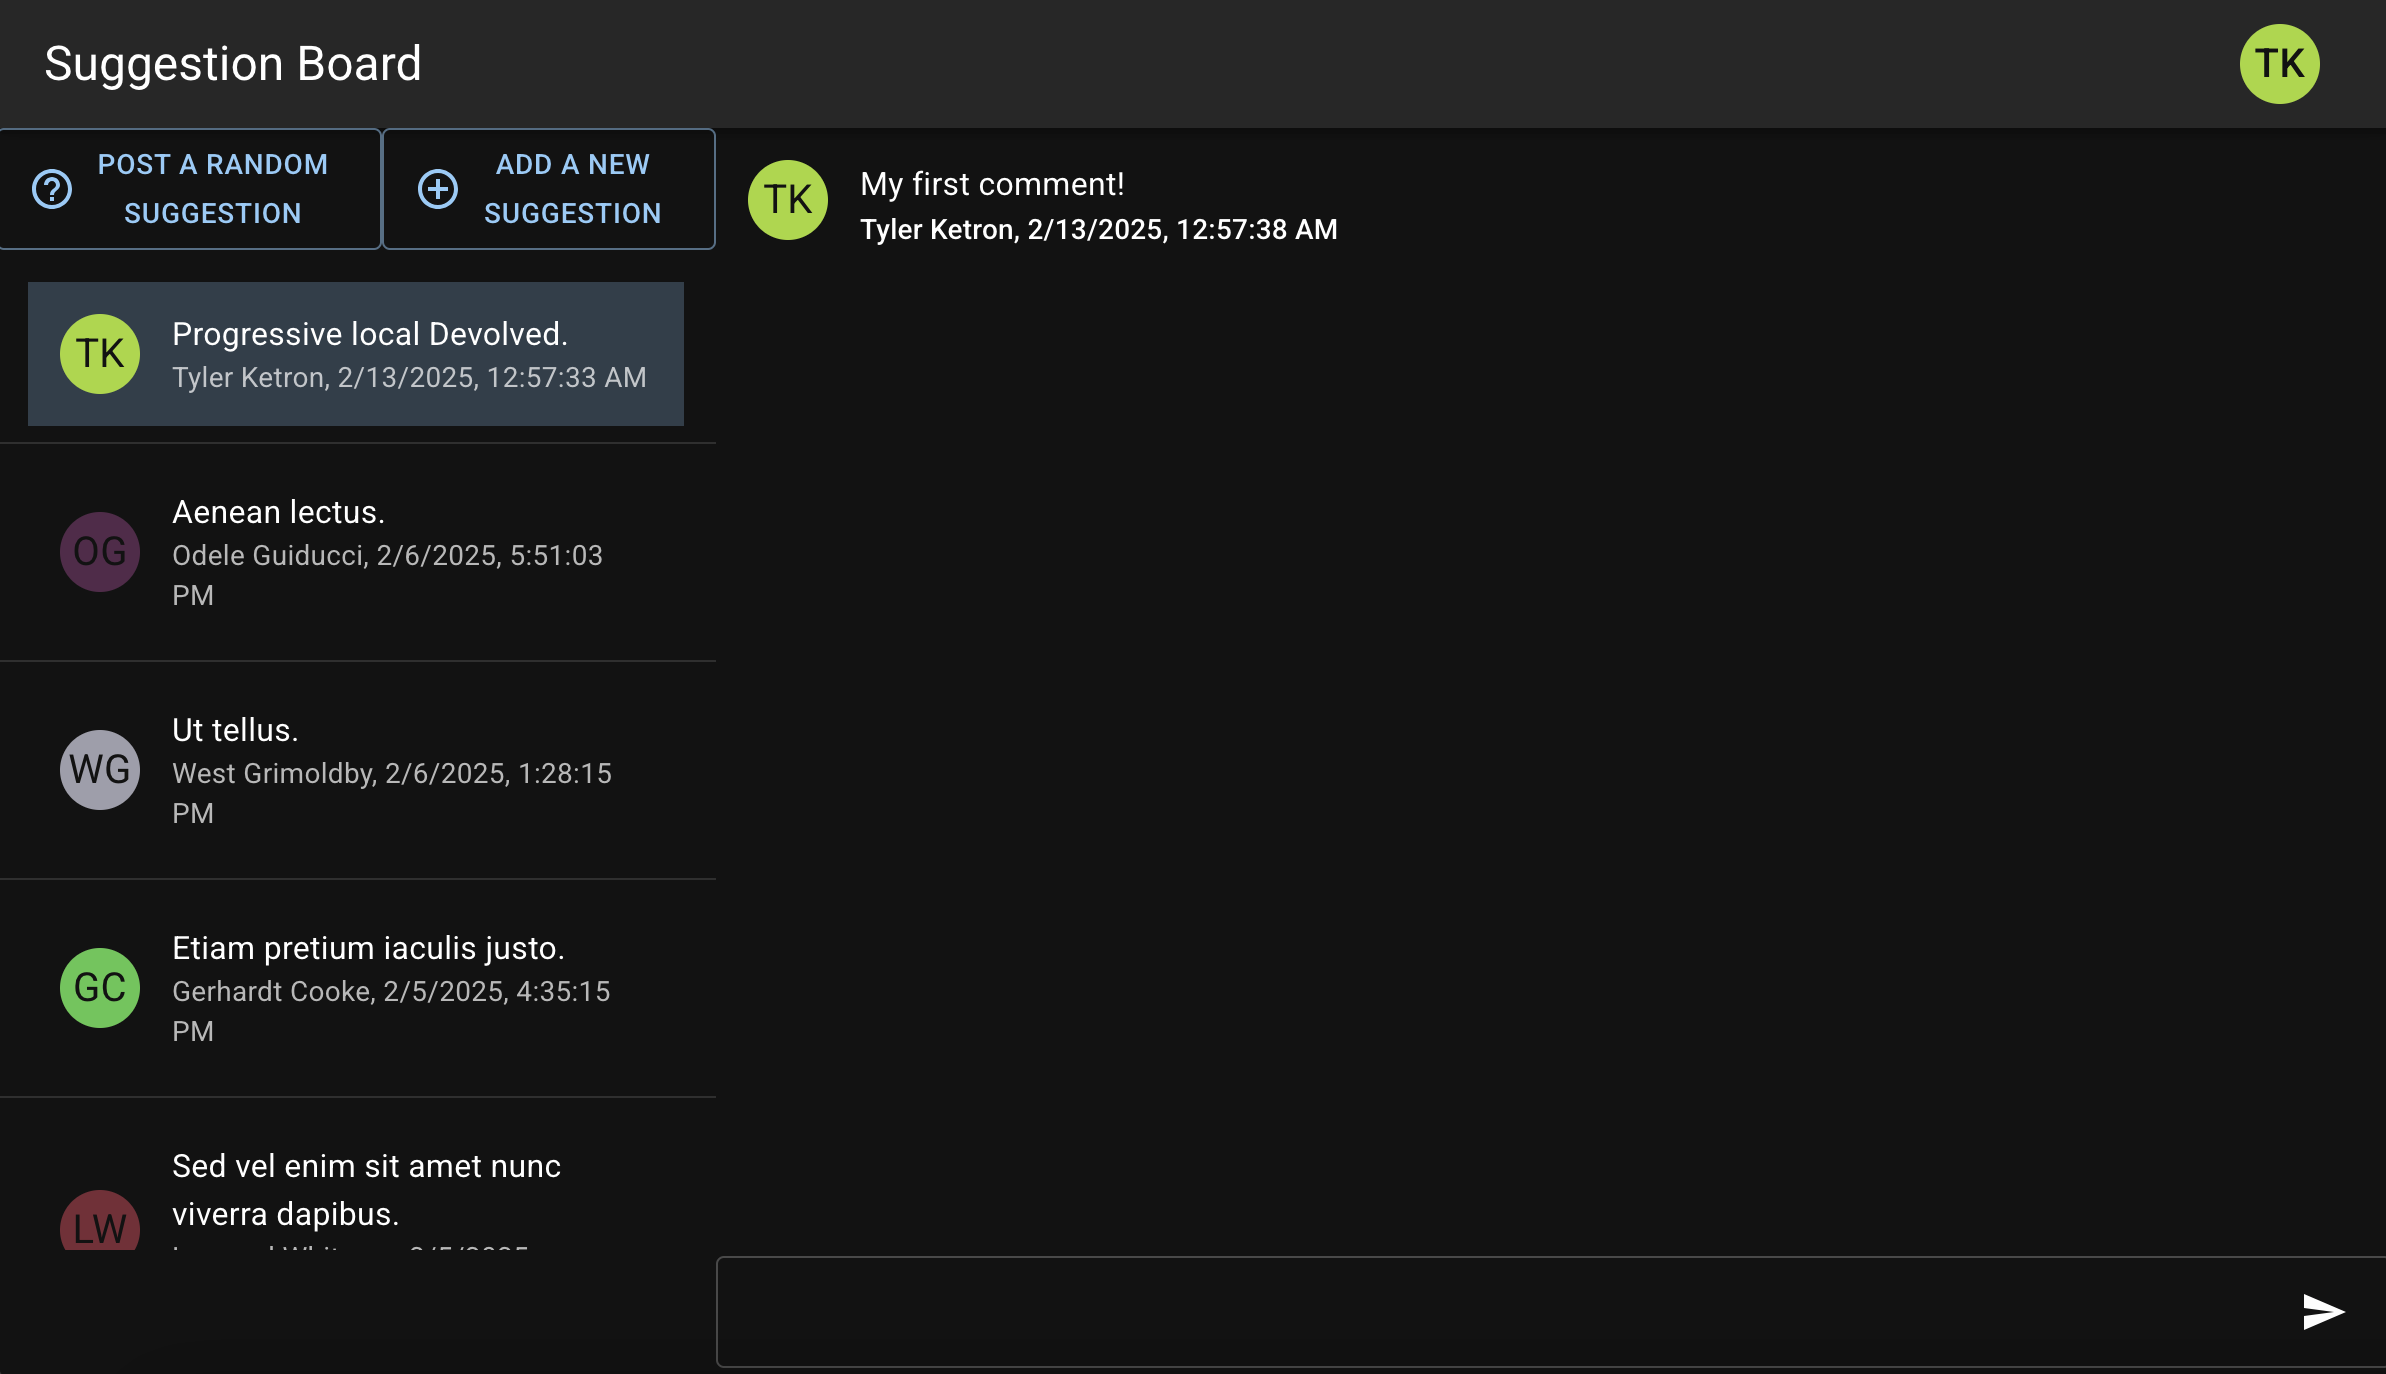 Suggestion Board
TK
POST A RANDOM
SUGGESTION
ADD A NEW
SUGGESTION
TK
Progressive local Devolved.
Tyler Ketron, 2/13/2025, 12:57:33 AM
OG
Aenean lectus.
Odele Guiducci, 2/6/2025, 5:51:03
PM
WG
Ut tellus.
West Grimoldby, 2/6/2025, 1:28:15
PM
GC
Etiam pretium iaculis justo.
Gerhardt Cooke, 2/5/2025, 4:35:15
PM
LW
Sed vel enim sit amet nunc
viverra dapibus.
TK
My first comment!
Tyler Ketron, 2/13/2025, 12:57:38 AM